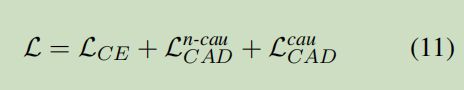 ℒ = ℒ_{CE} + ℒ_{CAD}^{n-cau} + ℒ_{CAD}^{cau} (11)